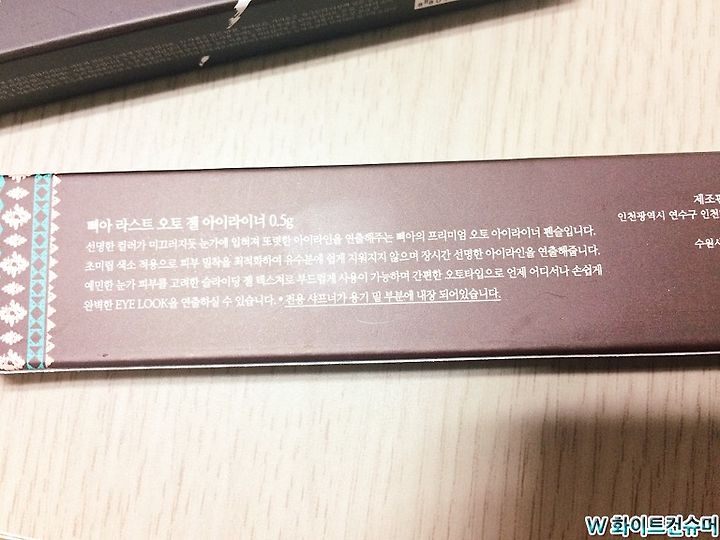 삐아 라스트 오토 젤 아이라이너 0.5g
선명한 컬러가 미끄러지듯 눈가에 입혀져 또렷한 아이라인을 연출해주는 삐아의 프리미엄 오토 아이라이너 펜슬입니다.
초미립 색소 적용으로 피부 밀착을 최적화하여 유수분에 쉽게 지워지지 않으며 장시간 선명한 아이라인을 연출해줍니다.
예민한 눈가 피부를 고려한 슬라이딩 젤 텍스처로 부드럽게 사용이 가능하며 간편한 오토타입으로 언제 어디서나 손쉽게
완벽한 EYE LOOK을 연출하실 수 있습니다. * 전용 샤프너가 용기 밑 부분에 내장 되어있습니다.
제조판
인천광역시 연수구 인천
수원시
W 화이트컨슈머